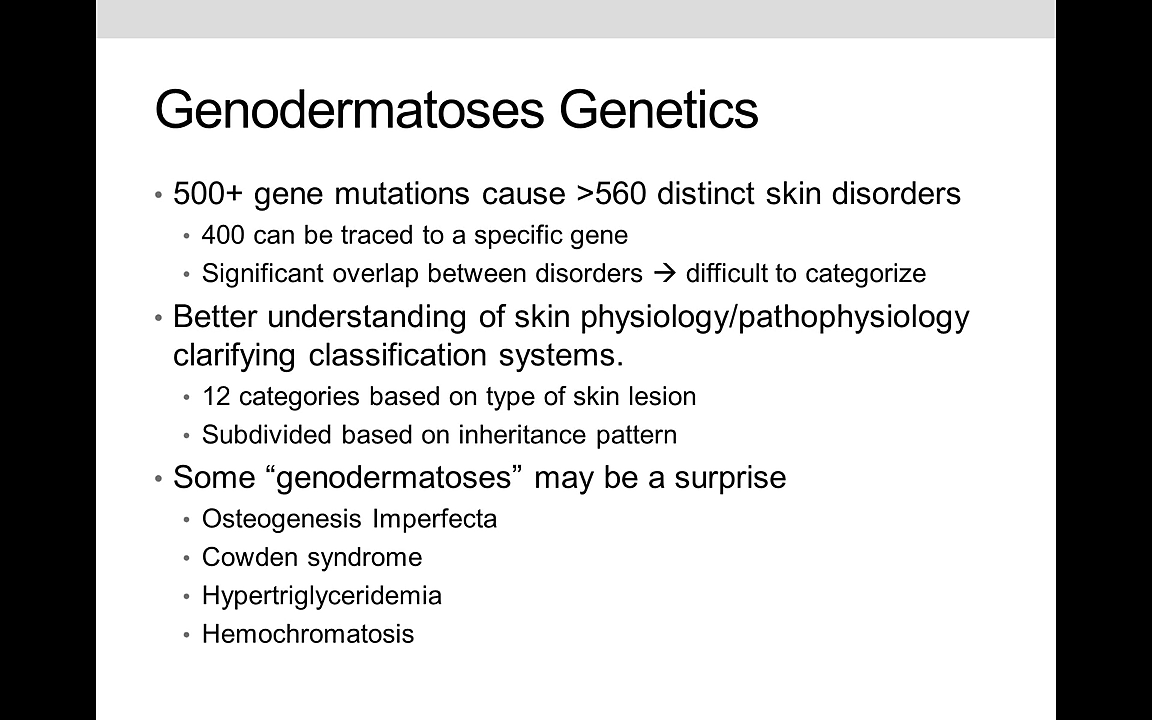 Genodermatoses Genetics
• 500+ gene mutations cause >560 distinct skin disorders
• 400 can be traced to a specific gene
• Significant overlap between disorders → difficult to categorize
• Better understanding of skin physiology/pathophysiology
clarifying classification systems.
• 12 categories based on type of skin lesion
• Subdivided based on inheritance pattern
• Some “genodermatoses” may be a surprise
• Osteogenesis Imperfecta
• Cowden syndrome
• Hypertriglyceridemia
• Hemochromatosis